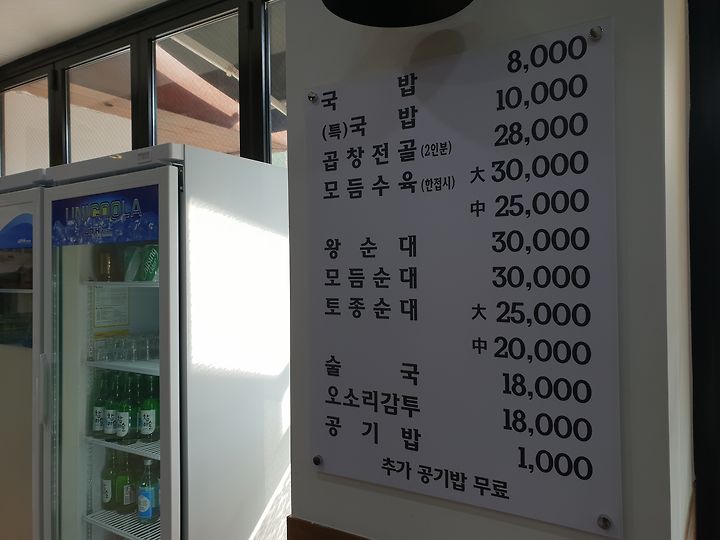 국 밥 8,000
(특)국 밥 10,000
곱창전골(2인분) 28,000
모듬수육(한접시) 大 30,000
中 25,000
왕 순 대 30,000
모듬순대 30,000
토종순대 大 25,000
中 20,000
술 국 18,000
오소리감투 18,000
공 기 밥 1,000
추가 공기밥 무료
UNICOOLA